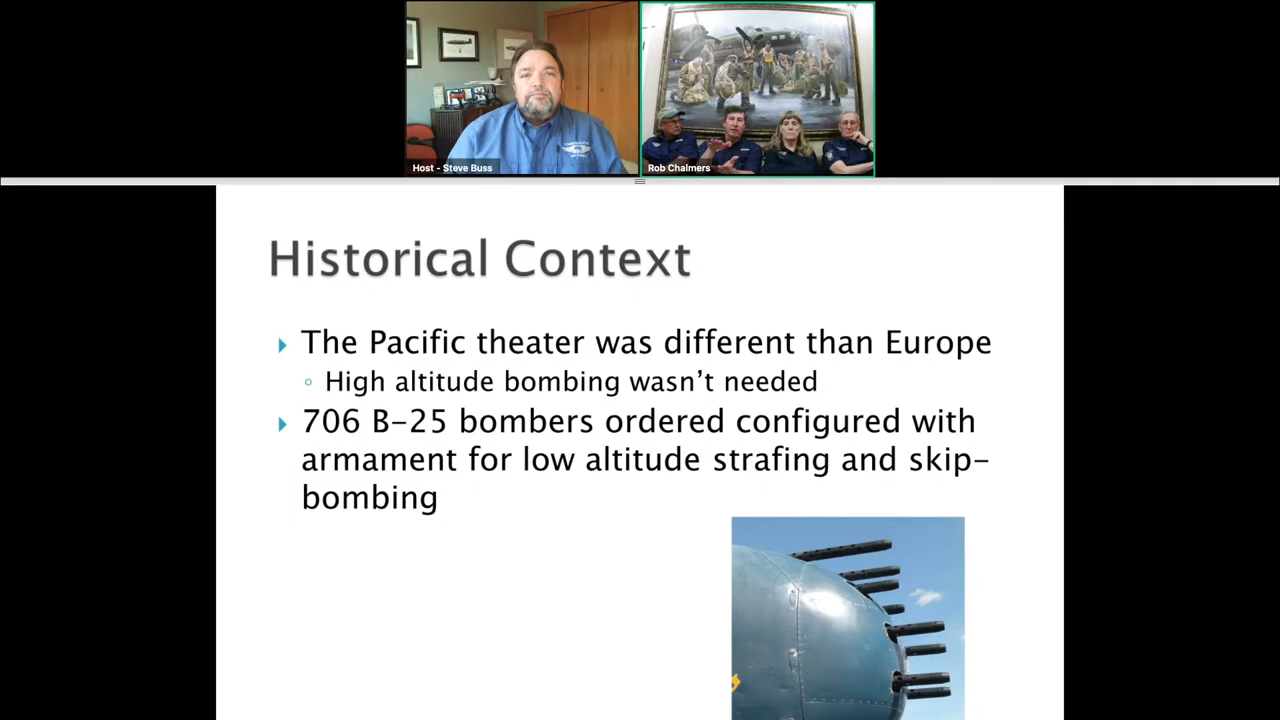 Host - Steve Buss
Rob Chalmers
Historical Context
The Pacific theater was different than Europe
High altitude bombing wasn't needed
706 B-25 bombers ordered configured with
armament for low altitude strafing and skip-
bombing